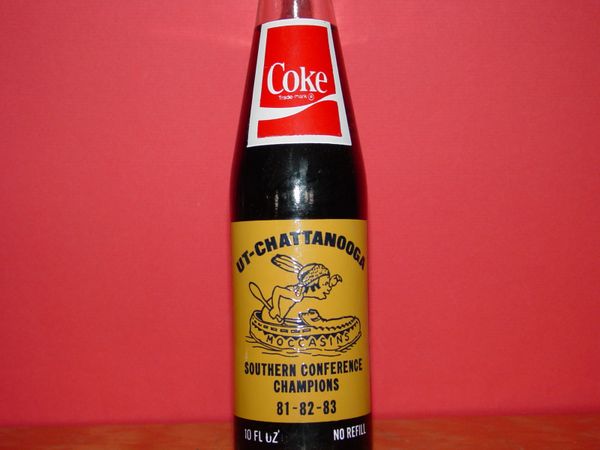 Coke
Trade-mark ®
UT-CHATTANOOGA
MOCCASINS
SOUTHERN CONFERENCE
CHAMPIONS
81-82-83
10 FL OZ NO REFILL